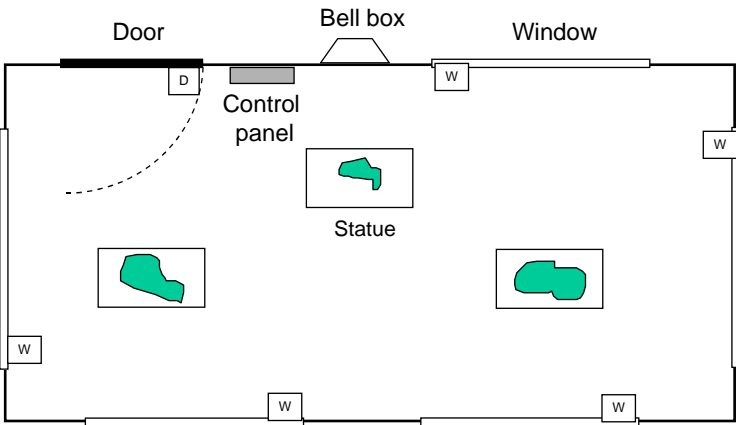 Bell box
Door
Window
D
W
Control
panel
W
Statue
W
W
W